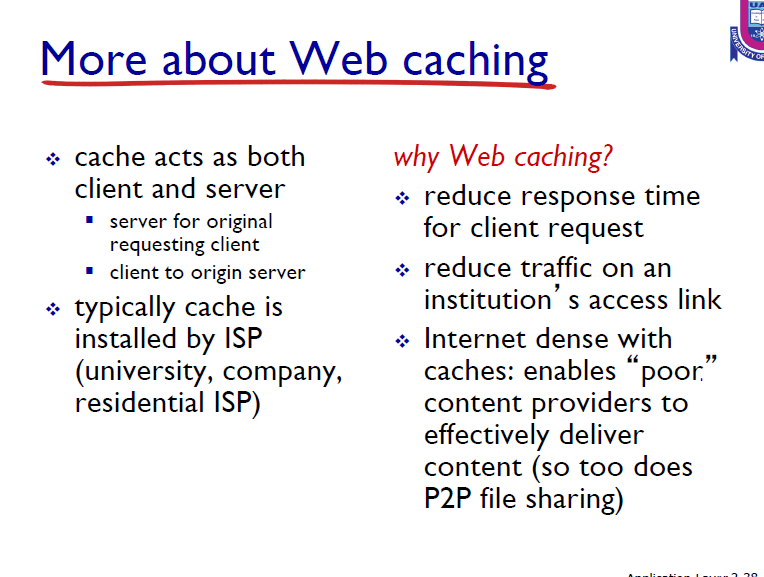 More about Web caching
cache acts as both
client and server
server for original
requesting client
client to origin server
typically cache is
installed by ISP
(university, company,
residential ISP)
why Web caching?
reduce response time
for client request
reduce traffic on an
institution’s access link
Internet dense with
caches: enables “poor”
content providers to
effectively deliver
content (so too does
P2P file sharing)